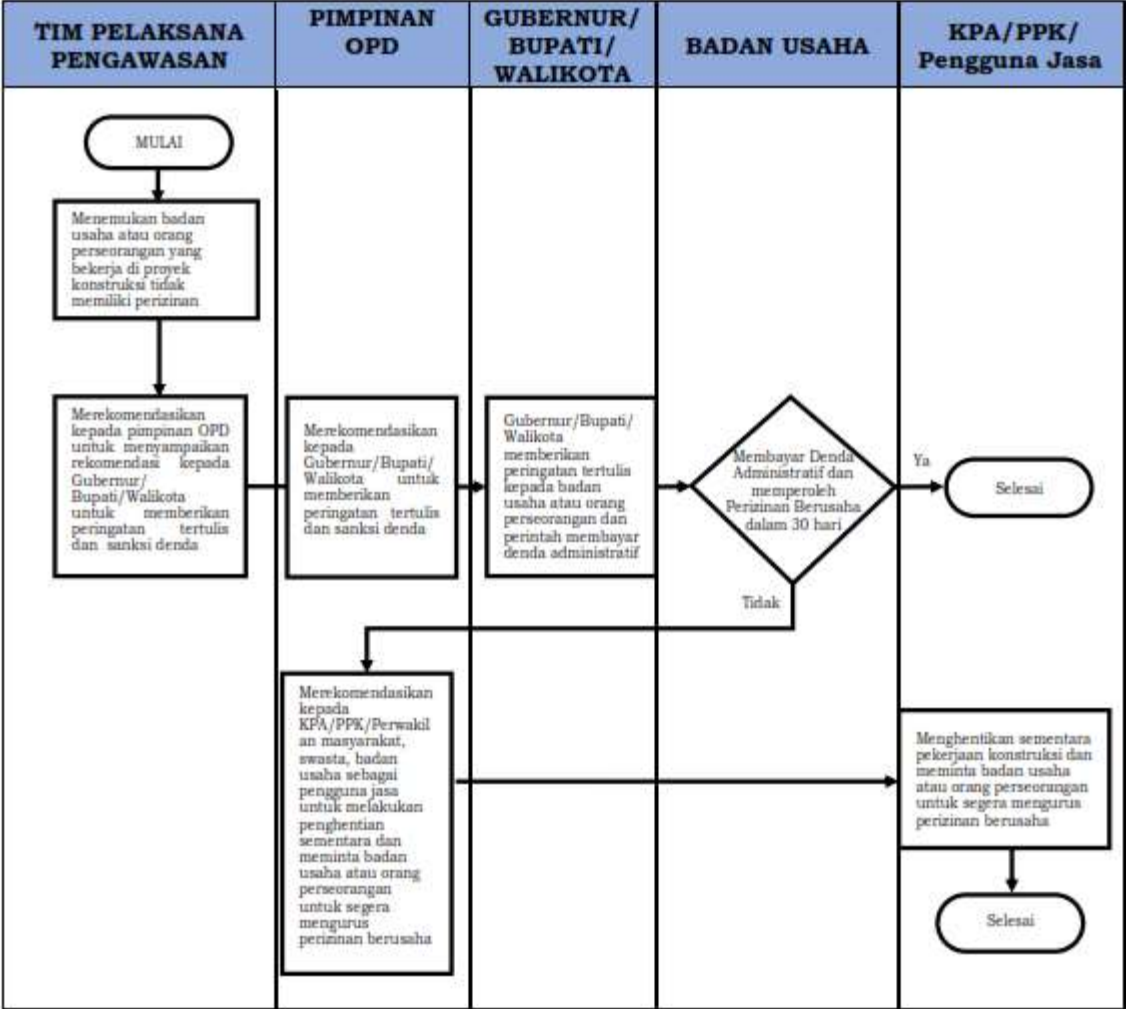 TIM PELAKSANA
PENGAWASAN
PIMPINAN
OPD
GUBERNUR/
BUPATI/
WALIKOTA
BADAN USAHA
KPA/PPK/
Pengguna Jasa
MULAI
Menemukan badan
usaha atau orang
perseorangan yang
bekerja di proyek
konstruksi tidak
memiliki perizinan
Merekomendasikan
kepada pimpinan OPD
untuk menyampaikan
rekomendasi kepada
Gubernur/
Bupati/Walikota
untuk memberikan
peringatan tertulis
dan sanksi denda
Merekomendasikan
kepada
Gubernur/Bupati/
Walikota untuk
memberikan
peringatan tertulis
dan sanksi denda
Gubernur/Bupati/
Walikota
memberikan
peringatan tertulis
kepada badan
usaha atau orang
perseorangan dan
perintah membayar
denda administratif
Membayar Denda
Administratif dan
memperoleh
Perizinan Berusaha
dalam 30 hari
Ya
Selesai
Tidak
Merekomendasikan
kepada
KPA/PPK/Perwakil
an masyarakat,
swasta, badan
usaha sebagai
pengguna jasa
untuk melakukan
penghentian
sementara dan
meminta badan
usaha atau orang
perseorangan
untuk segera
mengurus
perizinan berusaha
Menghentikan sementara
pekerjaan konstruksi dan
meminta badan usaha
atau orang perseorangan
untuk segera mengurus
perizinan berusaha
Selesai